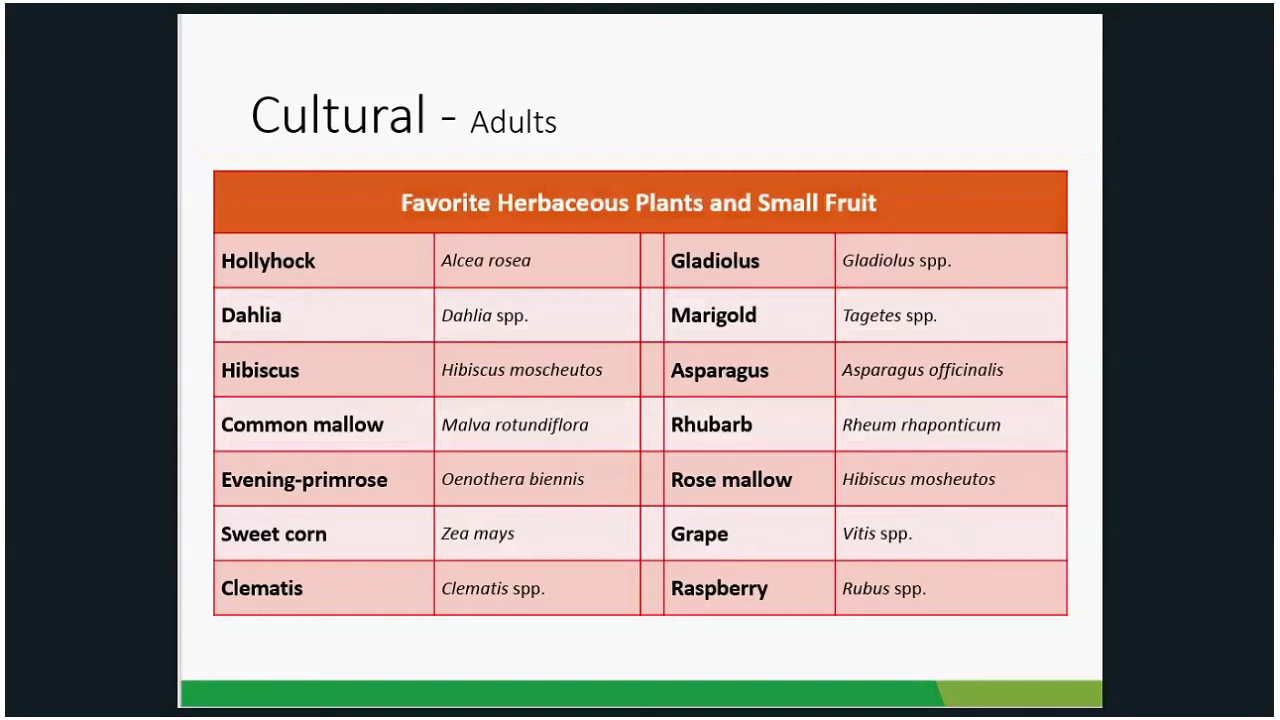 Cultural - Adults
Favorite Herbaceous Plants and Small Fruit
Hollyhock Alcea rosea Gladiolus Gladiolus spp.
Dahlia Dahlia spp. Marigold Tagetes spp.
Hibiscus Hibiscus moscheutos Asparagus Asparagus officinalis
Common mallow Malva rotundiflora Rhubarb Rheum rhaponticum
Evening-primrose Oenothera biennis Rose mallow Hibiscus mosheutos
Sweet corn Zea mays Grape Vitis spp.
Clematis Clematis spp. Raspberry Rubus spp.